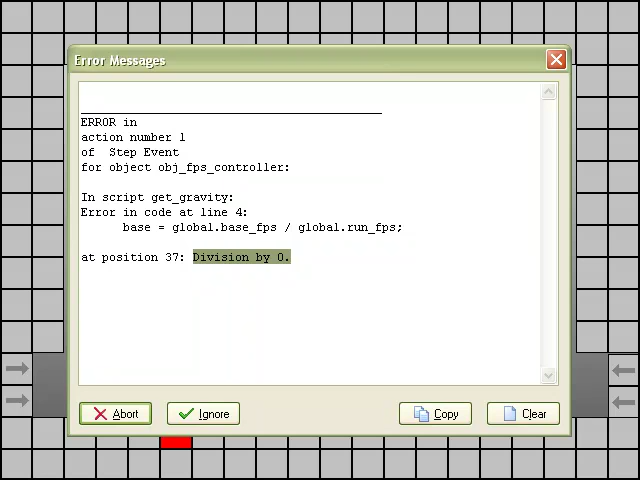 Error Messages
ERROR in
action number 1
of  Step Event
for object obj_fps_controller:
In script get_gravity:
Error in code at line 4:
base = global.base_fps / global.run_fps;
at position 37: Division by 0.
Abort
Ignore
Copy
Clear